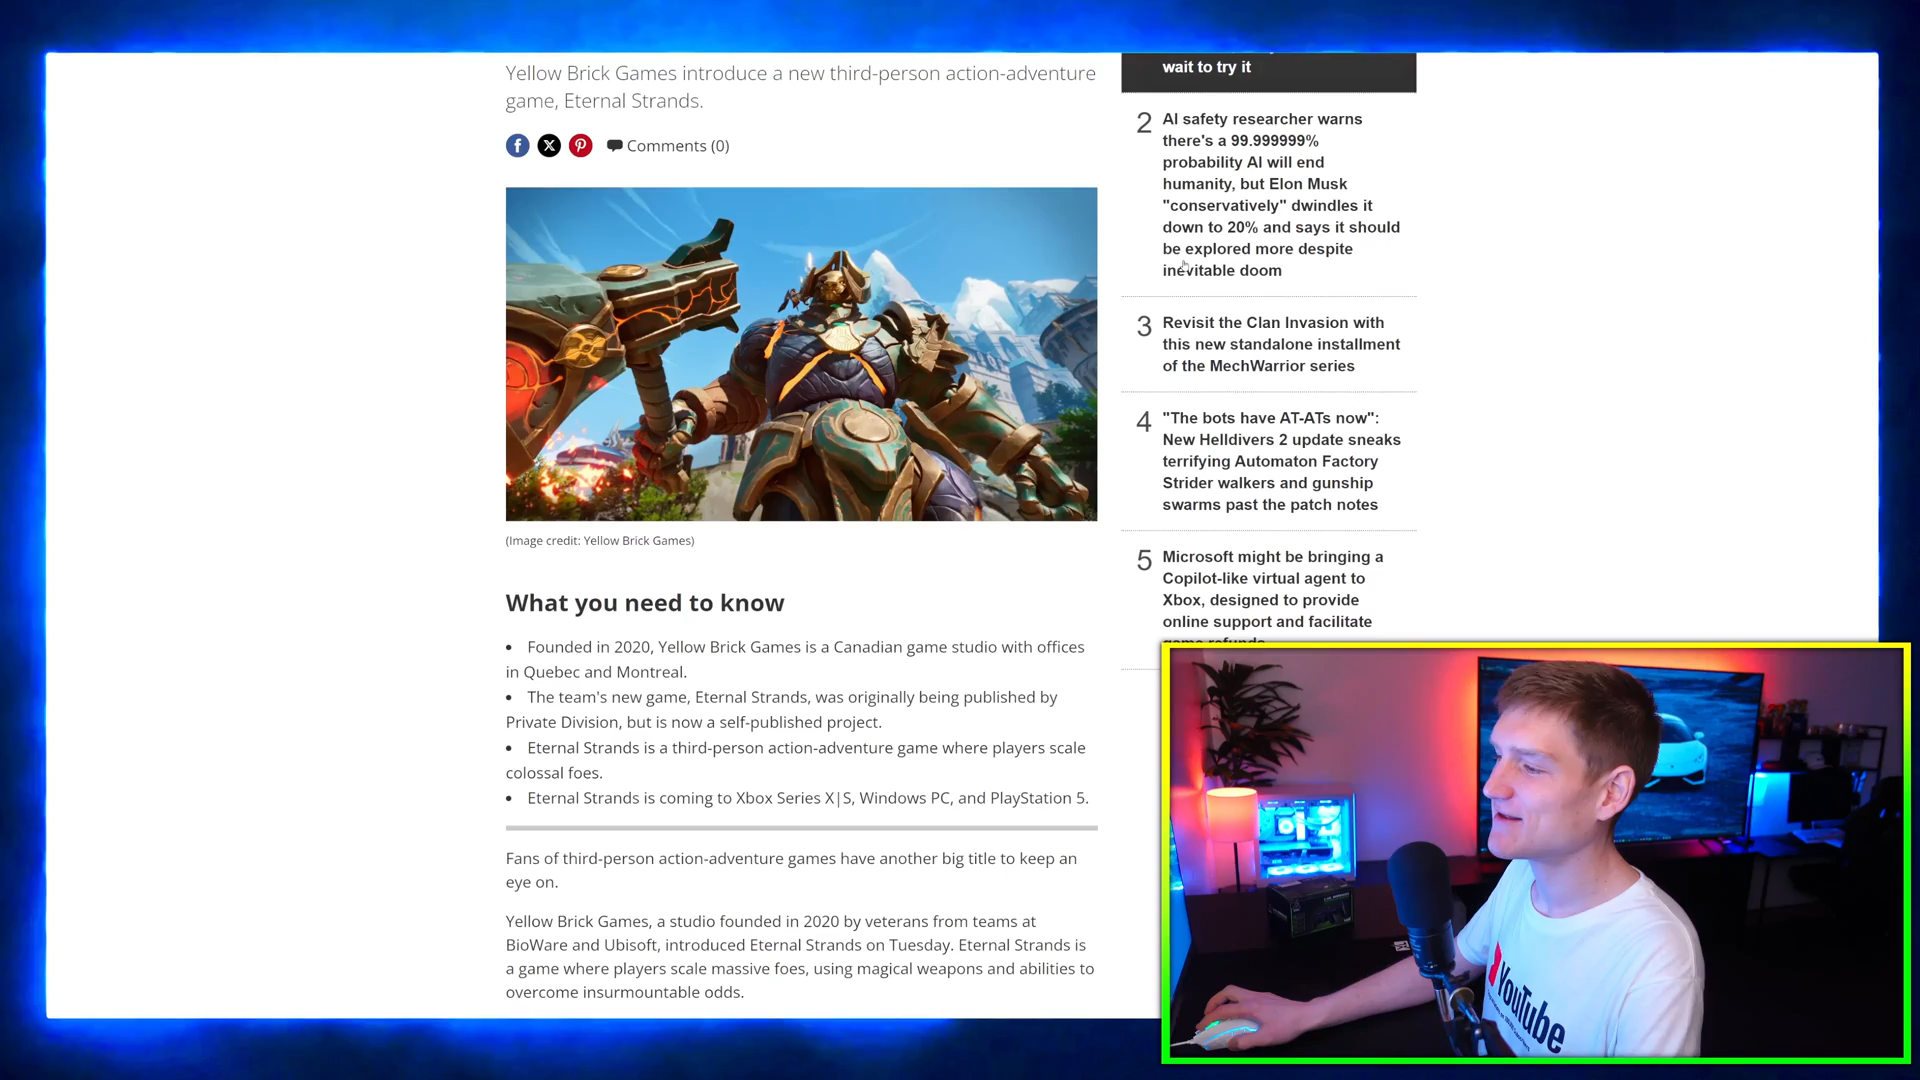 Yellow Brick Games introduce a new third-person action-adventure
game, Eternal Strands.
Comments (0)
(Image credit: Yellow Brick Games)
What you need to know
• Founded in 2020, Yellow Brick Games is a Canadian game studio with offices
in Quebec and Montreal.
• The team's new game, Eternal Strands, was originally being published by
Private Division, but is now a self-published project.
• Eternal Strands is a third-person action-adventure game where players scale
colossal foes.
• Eternal Strands is coming to Xbox Series X|S, Windows PC, and PlayStation 5.
Fans of third-person action-adventure games have another big title to keep an
eye on.
Yellow Brick Games, a studio founded in 2020 by veterans from teams at
BioWare and Ubisoft, introduced Eternal Strands on Tuesday. Eternal Strands is
a game where players scale massive foes, using magical weapons and abilities to
overcome insurmountable odds.
wait to try it
2 AI safety researcher warns
there's a 99.999999%
probability AI will end
humanity, but Elon Musk
"conservatively" dwindles it
down to 20% and says it should
be explored more despite
inevitable doom
3 Revisit the Clan Invasion with
this new standalone installment
of the MechWarrior series
4 "The bots have AT-ATs now":
New Helldivers 2 update sneaks
terrifying Automaton Factory
Strider walkers and gunship
swarms past the patch notes
5 Microsoft might be bringing a
Copilot-like virtual agent to
Xbox, designed to provide
online support and facilitate
game refunds
YouTube